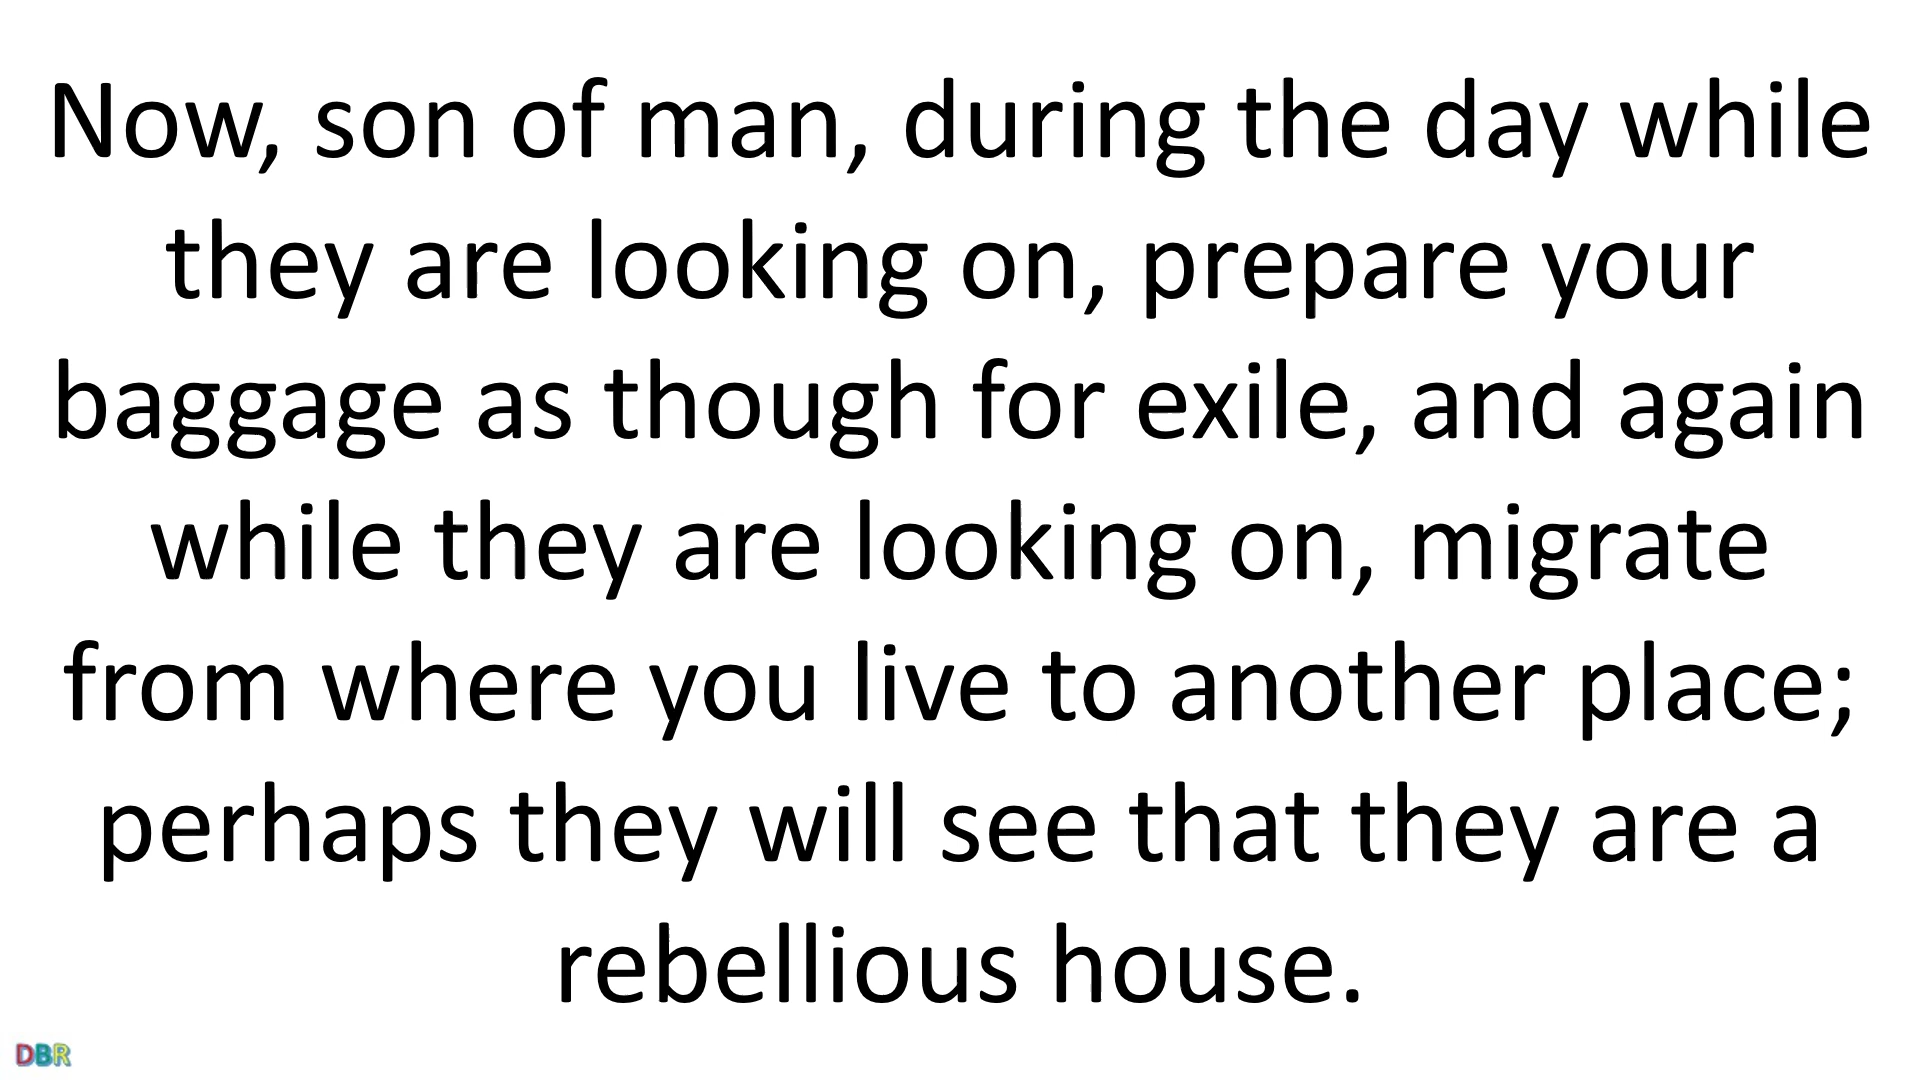 Now, son of man, during the day while
they are looking on, prepare your
baggage as though for exile, and again
while they are looking on, migrate
from where you live to another place;
perhaps they will see that they are a
rebellious house.
DBR